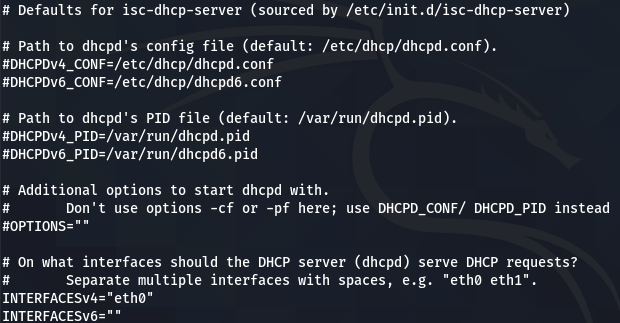 # Defaults for isc-dhcp-server (sourced by /etc/init.d/isc-dhcp-server)
# Path to dhcpd's config file (default: /etc/dhcp/dhcpd.conf).
#DHCPDv4_CONF=/etc/dhcp/dhcpd.conf
#DHCPDv6_CONF=/etc/dhcp/dhcpd6.conf
# Path to dhcpd's PID file (default: /var/run/dhcpd.pid).
#DHCPDv4_PID=/var/run/dhcpd.pid
#DHCPDv6_PID=/var/run/dhcpd6.pid
# Additional options to start dhcpd with.
#       Don't use options -cf or -pf here; use DHCPD_CONF/ DHCPD_PID instead
#OPTIONS=""
# On what interfaces should the DHCP server (dhcpd) serve DHCP requests?
#       Separate multiple interfaces with spaces, e.g. "eth0 eth1".
INTERFACESv4="eth0"
INTERFACESv6=""